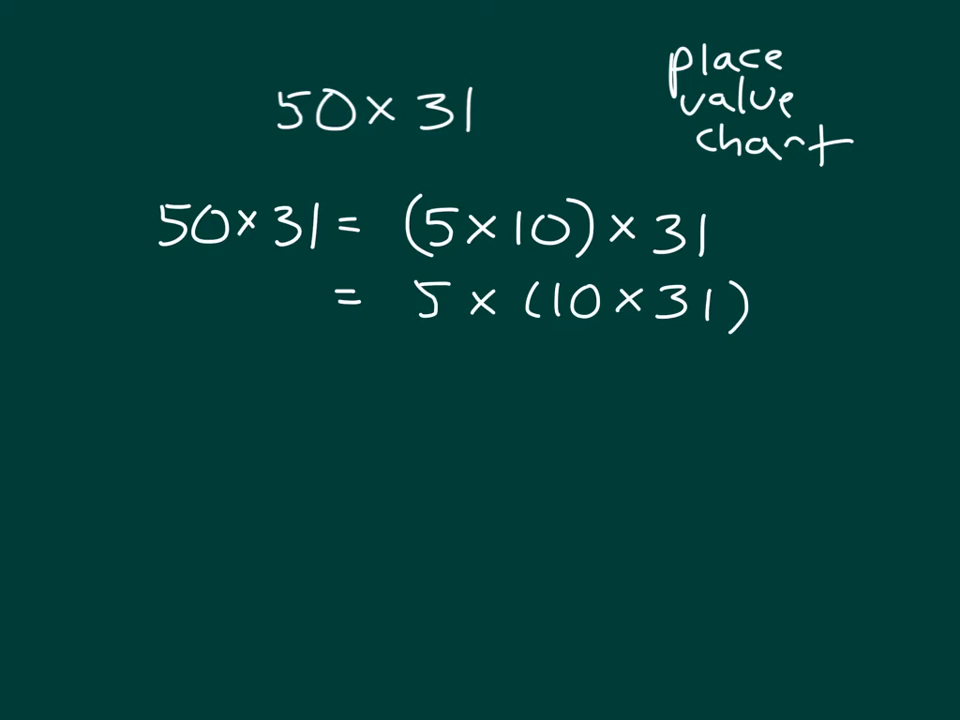 50 × 31
place
value
chart
50 × 31 = (5 × 10) × 31
= 5 × (10 × 31)